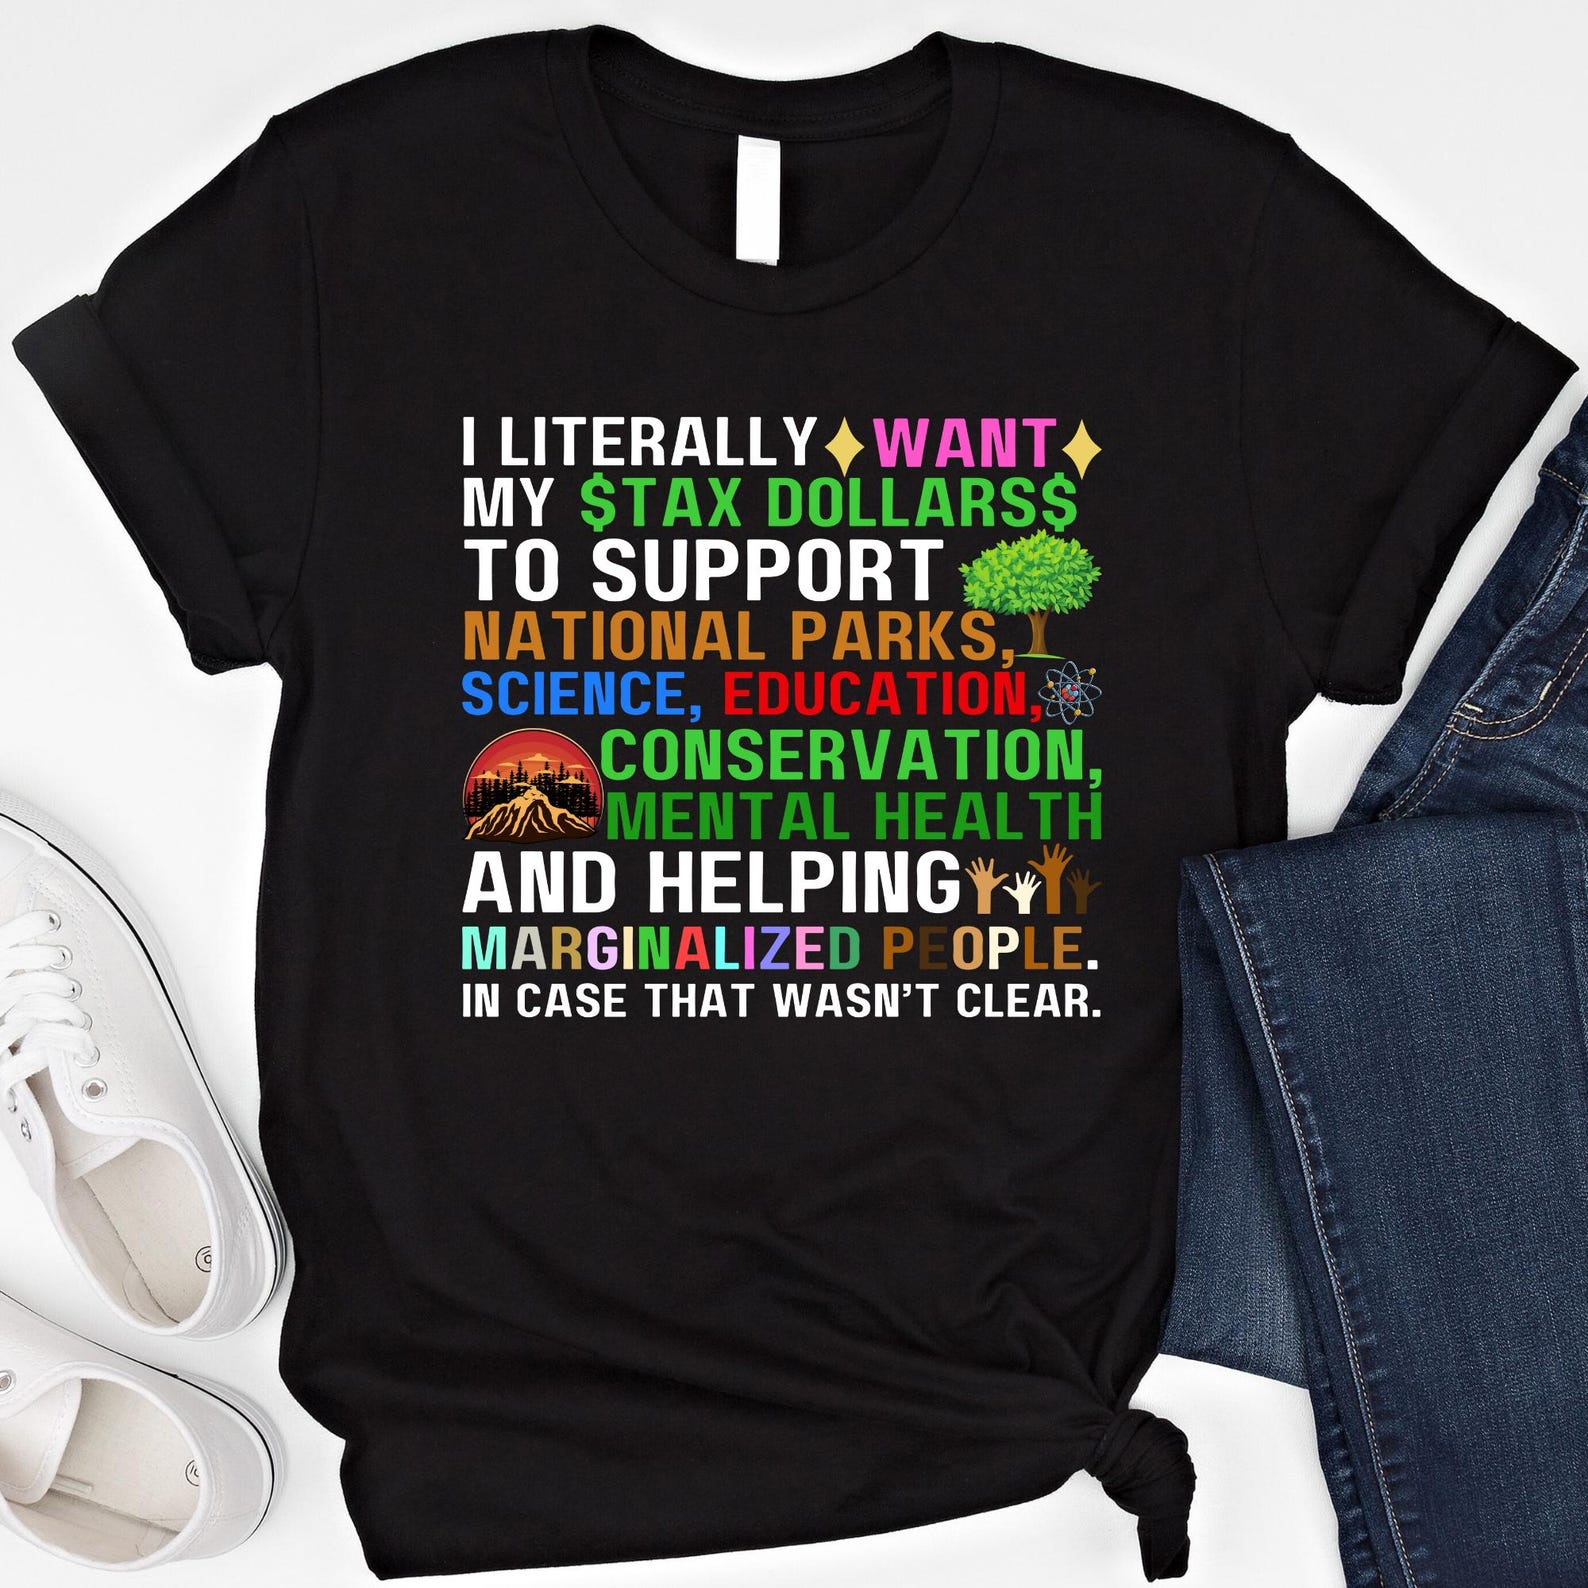 I LITERALLY WANT
MY $TAX DOLLARS$
TO SUPPORT
NATIONAL PARKS,
SCIENCE, EDUCATION,
CONSERVATION,
MENTAL HEALTH
AND HELPING
MARGINALIZED PEOPLE.
IN CASE THAT WASN'T CLEAR.